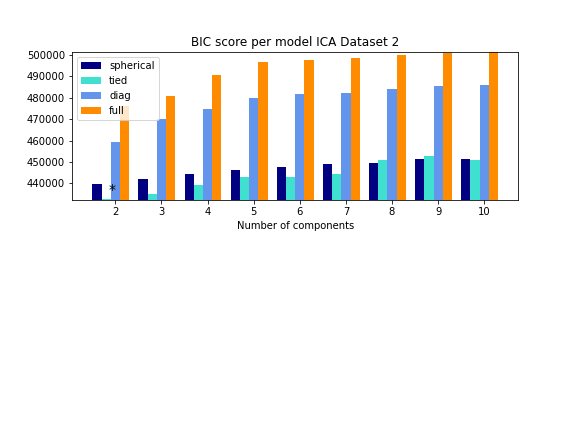 BIC score per model ICA Dataset 2
500000
490000
480000
470000
460000
450000
440000
spherical
tied
diag
full
*
2 3 4 5 6 7 8 9 10
Number of components